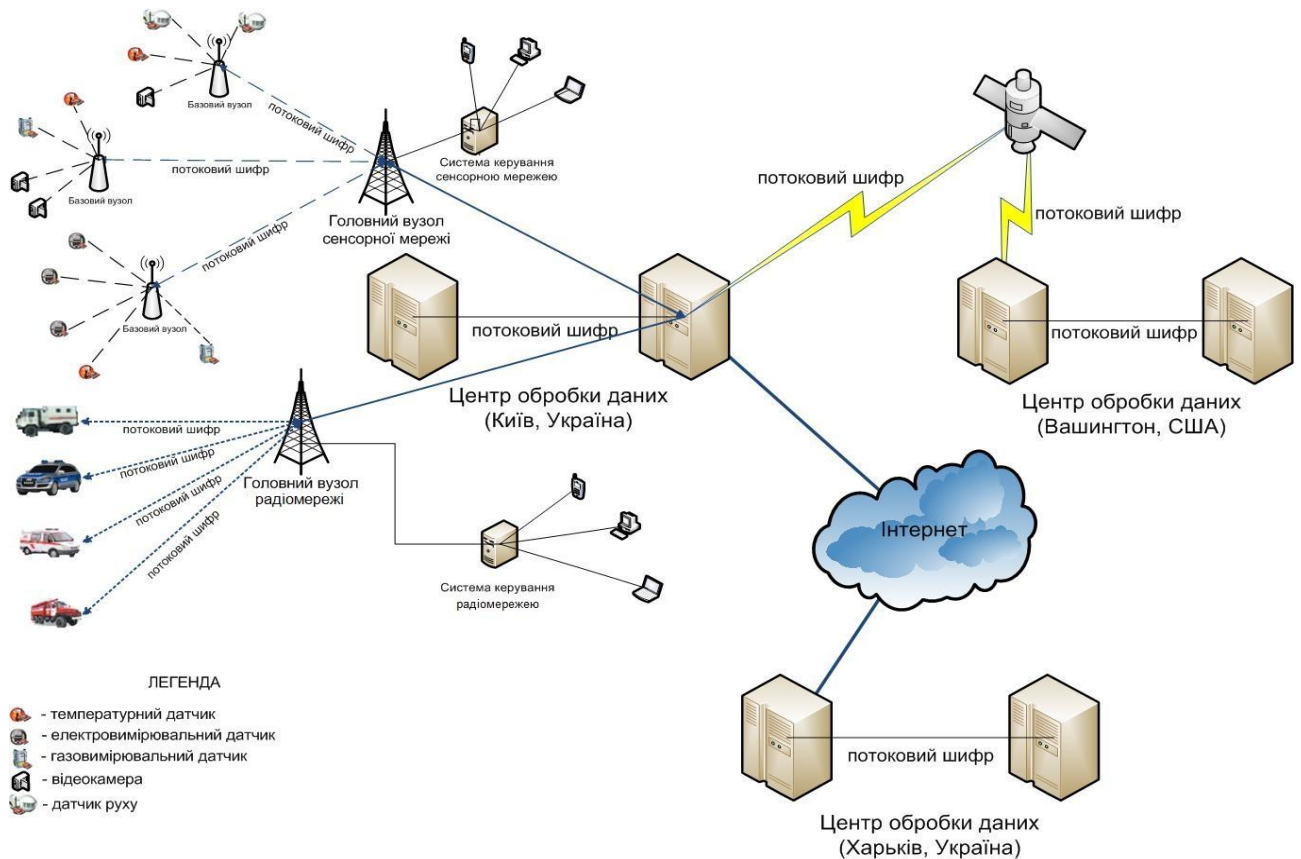 Базовий вузол
потоковий шифр
Базовий вузол
потоковий шифр
Базовий вузол
потоковий шифр
Система керування
сенсорною мережею
Головний вузол
сенсорної мережі
потоковий шифр
потоковий шифр
потоковий шифр
Центр обробки даних
(Київ, Україна)
потоковий шифр
Центр обробки даних
(Вашингтон, США)
потоковий шифр
потоковий шифр
потоковий шифр
потоковий шифр
Головний вузол
радіомережі
Система керування
радіомережею
Інтернет
ЛЕГЕНДА
- температурний датчик
- електровимірювальний датчик
- газовимірювальний датчик
- відеокамера
- датчик руху
потоковий шифр
Центр обробки даних
(Харьків, Україна)